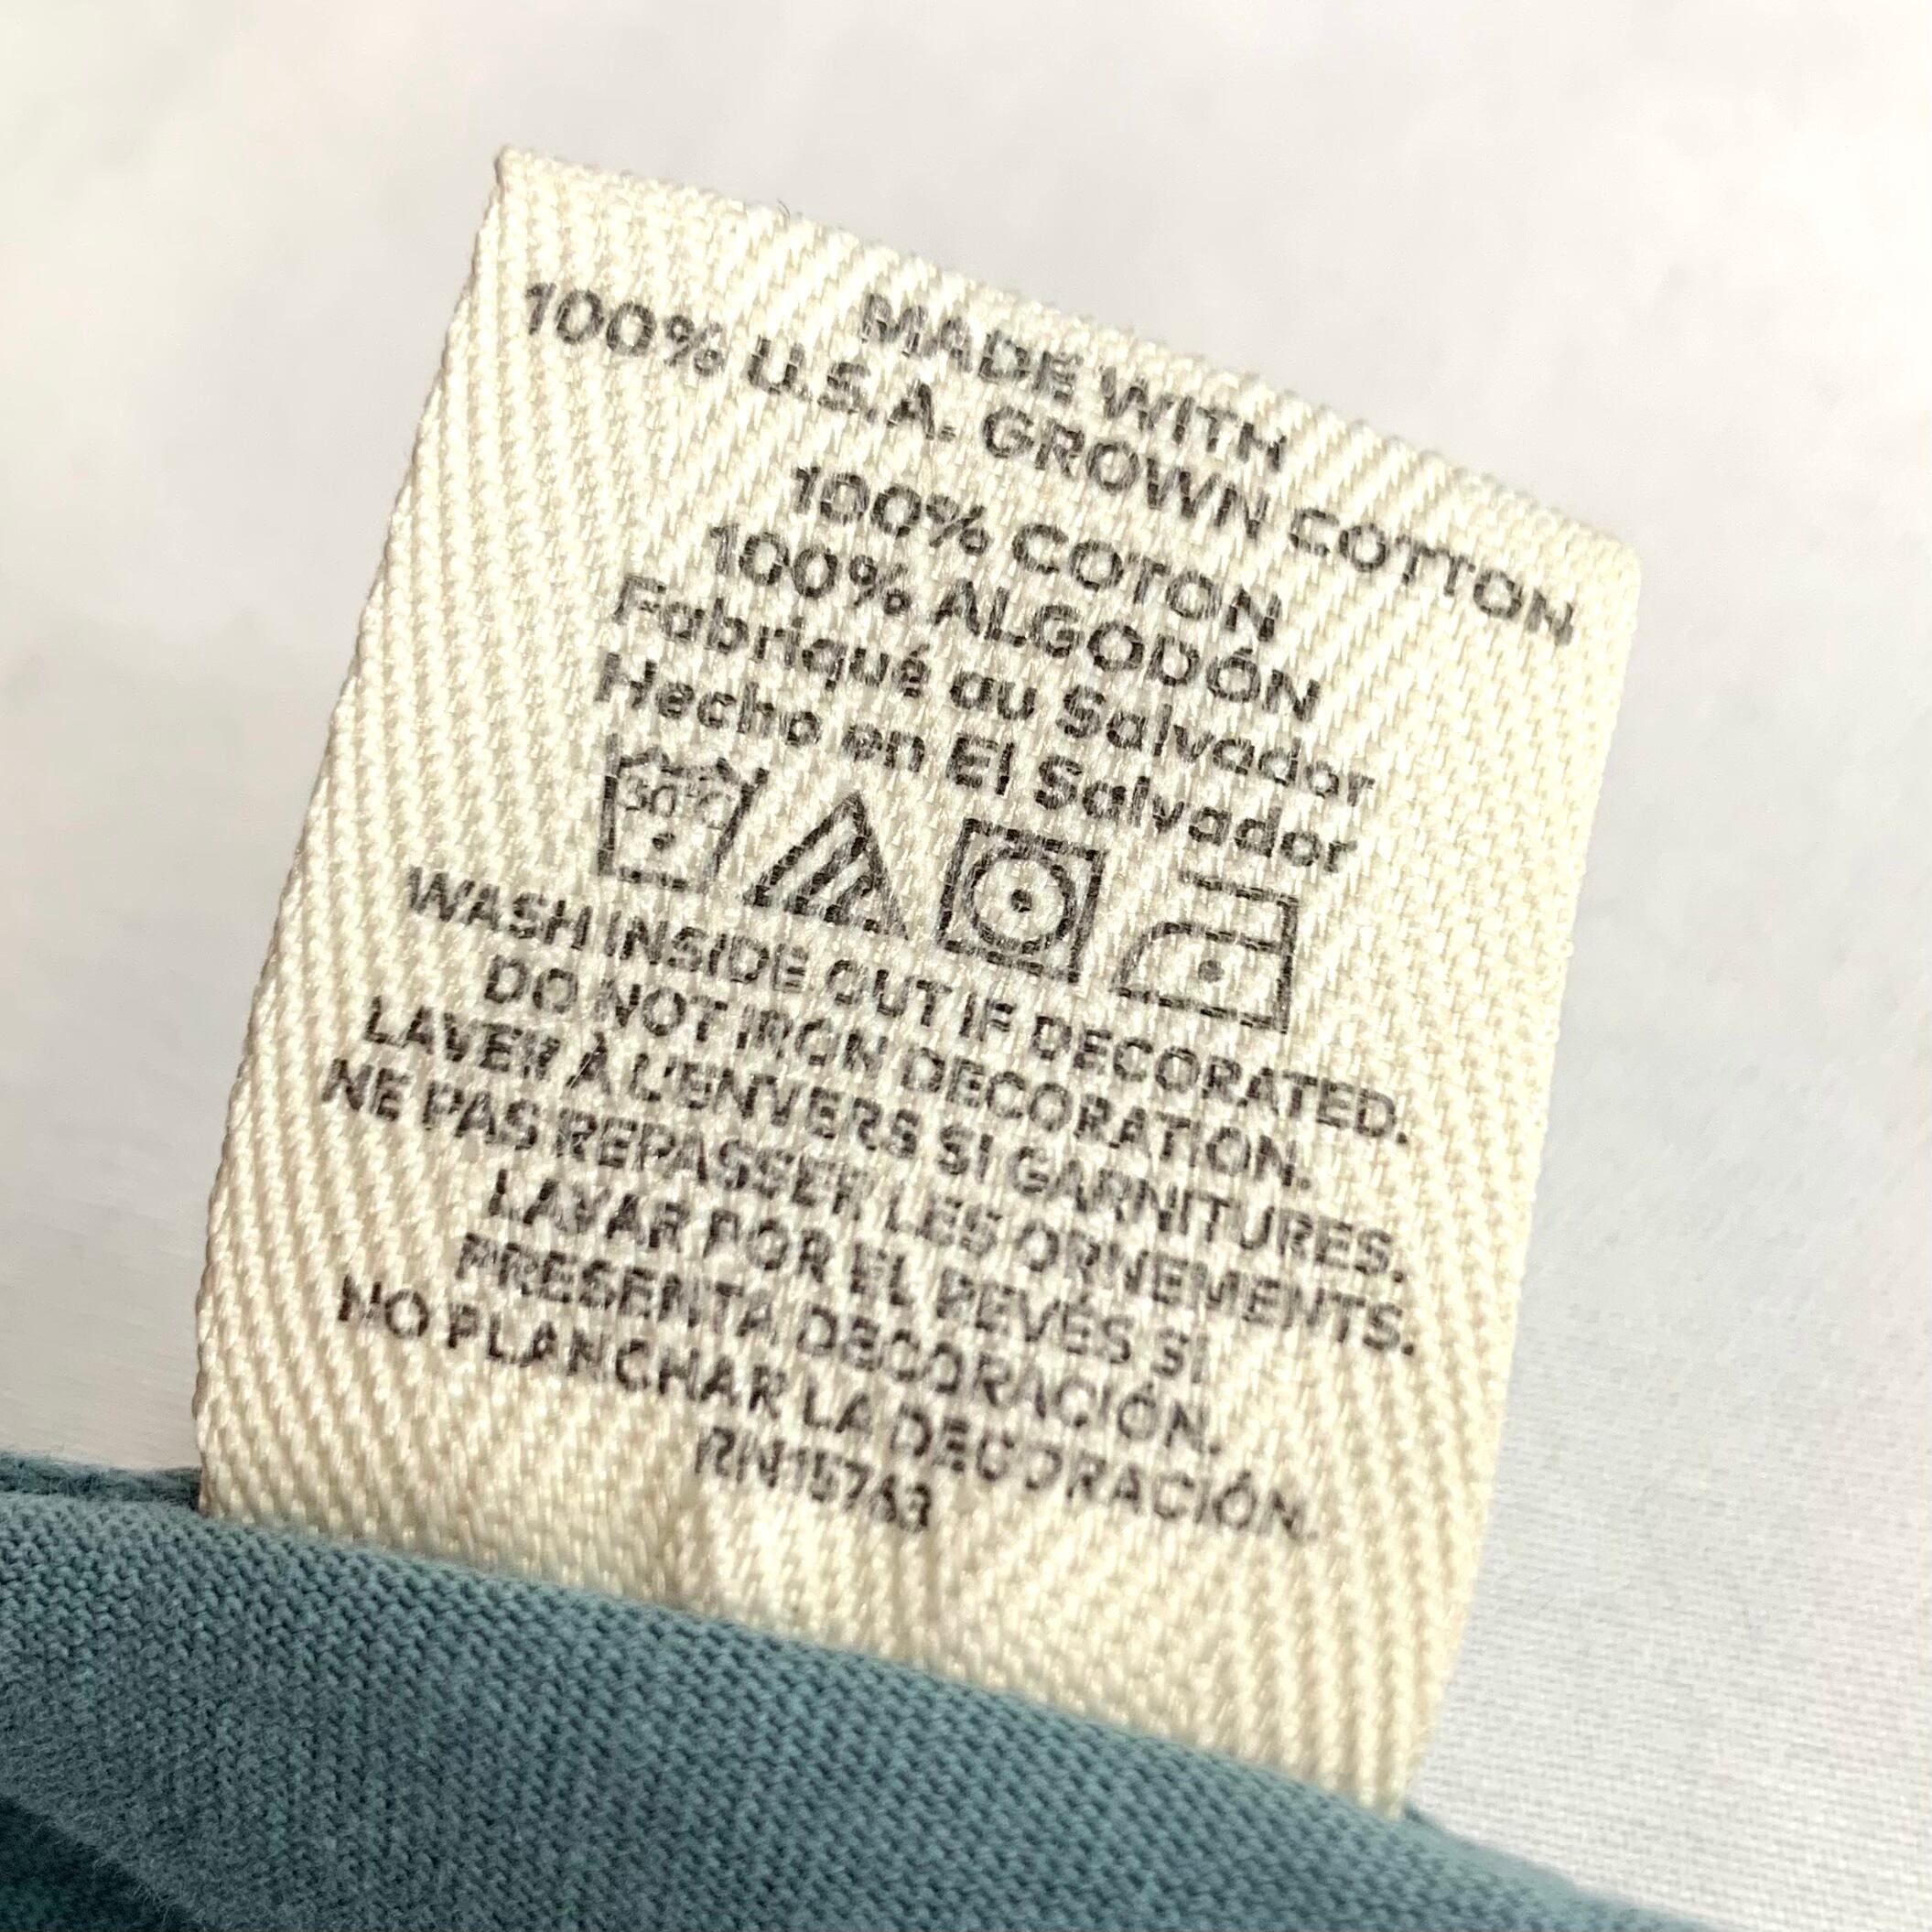 MADE WITH
100% U.S.A. GROWN COTTON
100% COTON
100% ALGODÓN
Fabriqué au Salvador
Hecho en El Salvador
30°C
WASH INSIDE OUT IF DECORATED.
DO NOT IRON DECORATION.
LAVER À L'ENVERS SI GARNITURES.
NE PAS REPASSER LES ORNEMENTS.
LAVAR POR EL REVÉS SI
PRESENTA DECORACIÓN.
NO PLANCHAR LA DECORACIÓN.
RN15763